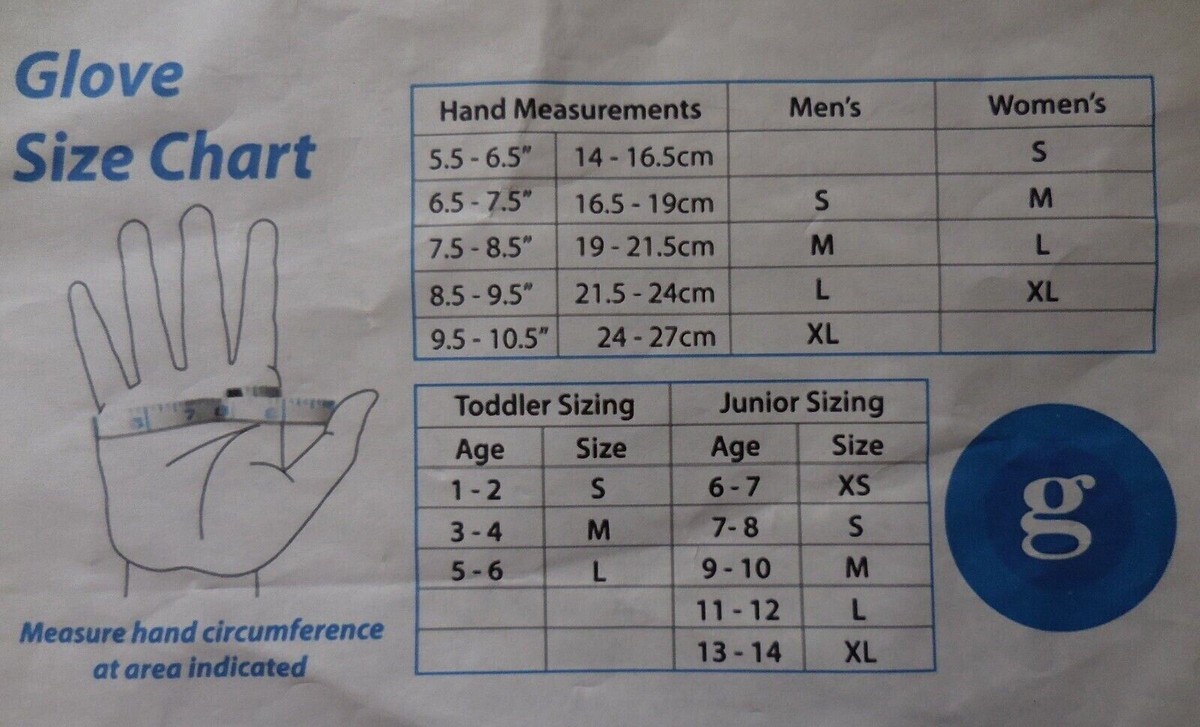 Glove
Size Chart
Hand Measurements Men's Women's
5.5 - 6.5" 14 - 16.5cm S
6.5 - 7.5" 16.5 - 19cm S M
7.5 - 8.5" 19 - 21.5cm M L
8.5 - 9.5" 21.5 - 24cm L XL
9.5 - 10.5" 24 - 27cm XL
Toddler Sizing Junior Sizing
Age Size Age Size
1 - 2 S 6 - 7 XS
3 - 4 M 7- 8 S
5 - 6 L 9 - 10 M
11 - 12 L
13 - 14 XL
g
Measure hand circumference
at area indicated